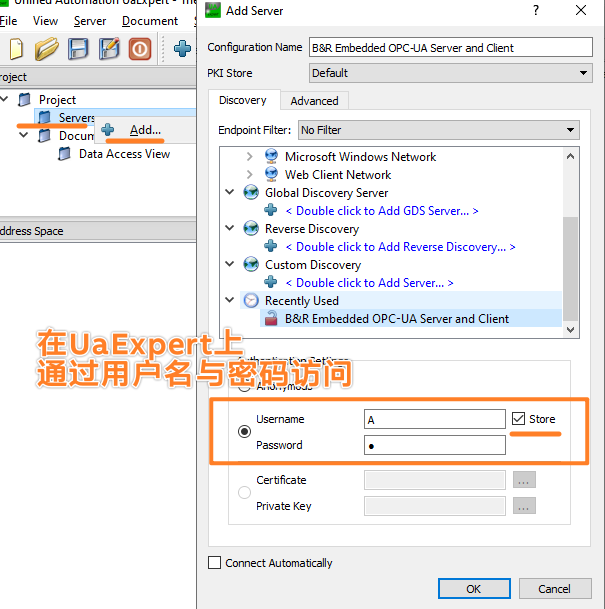 Unified Automation UaExpert - The
File View Server Document
roject
Project
Servers
Add...
Docum
Data Access View
ddress Space
Add Server
? ×
Configuration Name B&R Embedded OPC-UA Server and Client
PKI Store Default
Discovery Advanced
Endpoint Filter: No Filter
Microsoft Windows Network
Web Client Network
Global Discovery Server
< Double click to Add GDS Server... >
Reverse Discovery
< Double click to Add Reverse Discovery... >
Custom Discovery
< Double click to Add Server... >
Recently Used
B&R Embedded OPC-UA Server and Client
在UaExpert上
通过用户名与密码访问
Authentication Settings
Anonymous
Username A Store
Password ●
Certificate ...
Private Key ...
Connect Automatically
OK Cancel